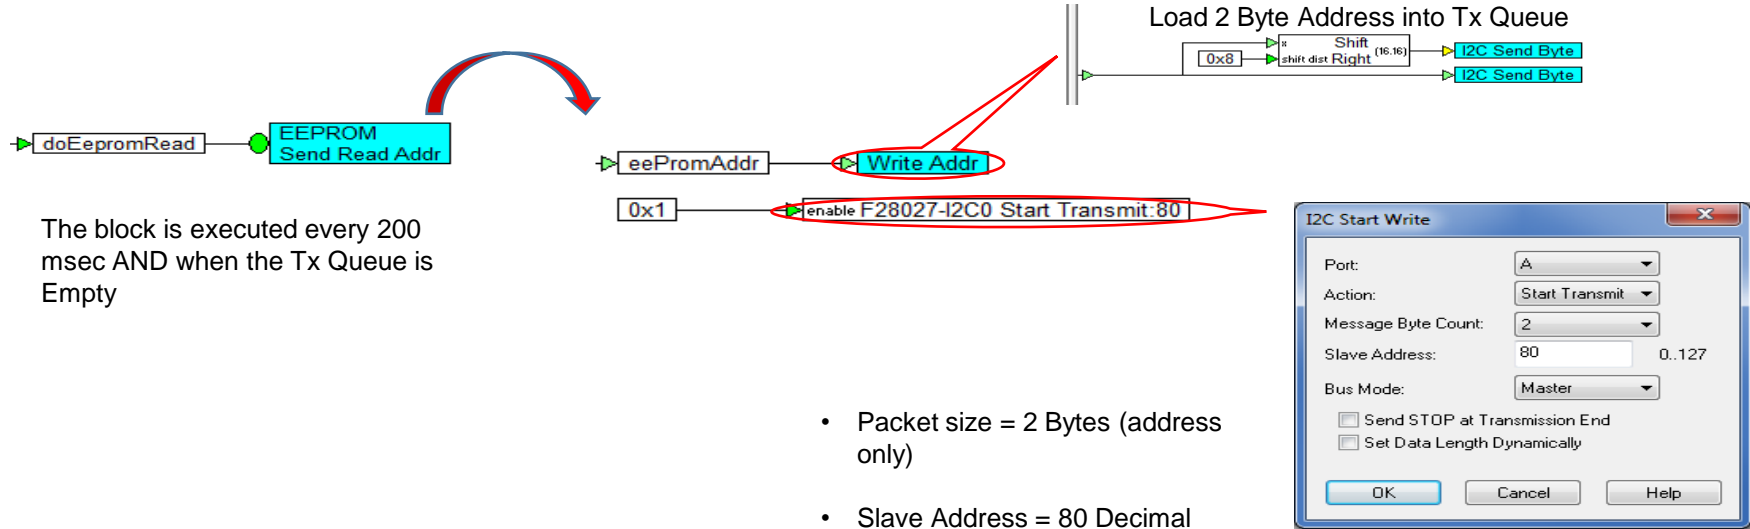 Load 2 Byte Address into Tx Queue
x
Shift
0x8
shift dist Right (16.16)
I2C Send Byte
I2C Send Byte
doEepromRead
EEPROM
Send Read Addr
eePromAddr
Write Addr
0x1
enable F28027-I2C0 Start Transmit:80
The block is executed every 200
msec AND when the Tx Queue is
Empty
I2C Start Write
x
Port:
A
Action:
Start Transmit
Message Byte Count:
2
Slave Address:
80
0..127
Bus Mode:
Master
Send STOP at Transmission End
Set Data Length Dynamically
OK
Cancel
Help
• Packet size = 2 Bytes (address
only)
• Slave Address = 80 Decimal